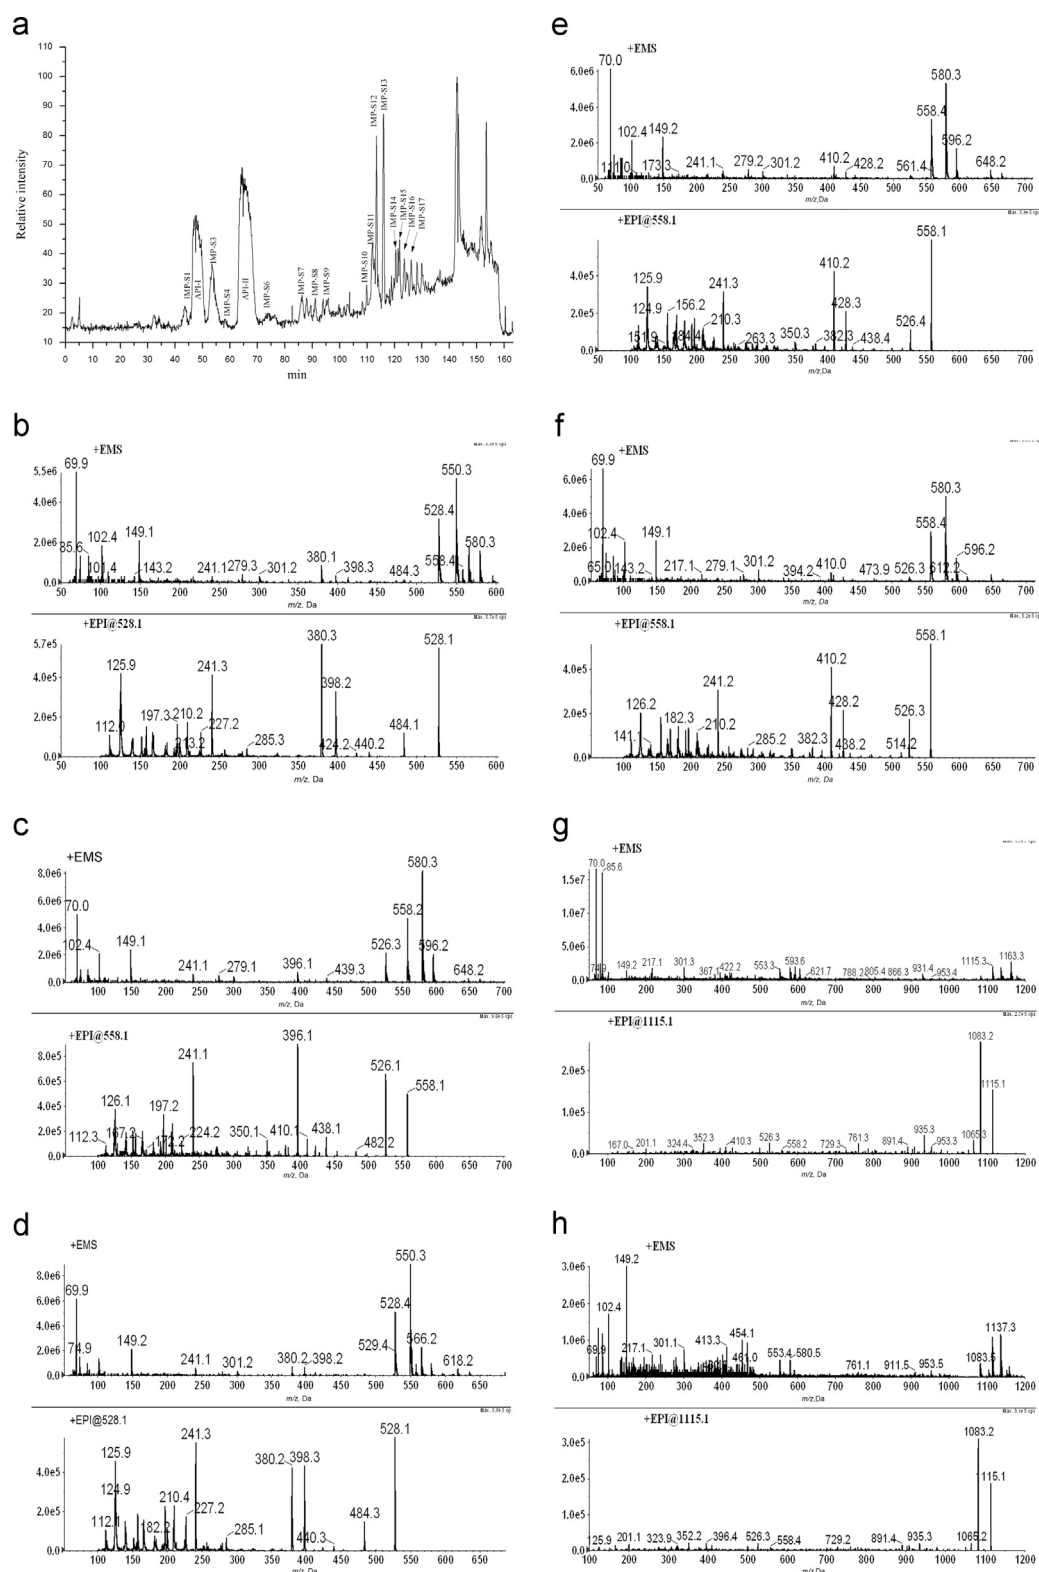 a
110
100
90
80
70
60
50
40
30
20
10
Relative intensity
IMP-S1
API-I
IMP-S3
IMP-S4
API-II
IMP-S6
IMP-S7
IMP-S8
IMP-S9
IMP-S10
IMP-S11
IMP-S12
IMP-S13
IMP-S14
IMP-S15
IMP-S16
IMP-S17
0 10 20 30 40 50 60 70 80 90 100 110 120 130 140 150 160
min
b
+EMS
5.5e6
4.0e6
2.0e6
0.0
69.9
85.6
102.4
101.4
149.1
143.2
241.1
279.3
301.2
380.1
398.3
484.3
528.4
550.3
558.4
580.3
50 100 150 200 250 300 350 400 450 500 550 600
m/z, Da
+EPI@528.1
5.7e5
4.0e5
2.0e5
0.0
112.0
125.9
197.3
210.2
213.2
227.2
241.3
285.3
380.3
398.2
424.2
440.2
484.1
528.1
50 100 150 200 250 300 350 400 450 500 550 600
m/z, Da
c
+EMS
8.0e6
6.0e6
4.0e6
2.0e6
0.0
70.0
102.4
149.1
241.1
279.1
396.1
439.3
526.3
558.2
580.3
596.2
648.2
100 150 200 250 300 350 400 450 500 550 600 650 700
m/z, Da
Max. 9.0e5 cps
+EPI@558.1
8.0e5
6.0e5
4.0e5
2.0e5
0.0
112.3
126.1
167.3
172.2
197.2
224.2
241.1
350.1
396.1
410.1
438.1
482.2
526.1
558.1
100 150 200 250 300 350 400 450 500 550 600 650 700
m/z, Da
d
+EMS
8.0e6
6.0e6
4.0e6
2.0e6
0.0
69.9
74.9
149.2
241.1
301.2
380.2
398.2
528.4
529.4
550.3
566.2
618.2
100 150 200 250 300 350 400 450 500 550 600 650
m/z, Da
+EPI@528.1
4.0e5
2.0e5
0.0
112.1
124.9
125.9
182.2
210.4
227.2
241.3
285.1
380.2
398.3
440.3
484.3
528.1
100 150 200 250 300 350 400 450 500 550 600 650
m/z, Da
e
+EMS
6.0e6
4.0e6
2.0e6
0.0
70.0
102.4
149.2
173.3
241.1
279.2
301.2
410.2
428.2
558.4
561.4
580.3
596.2
648.2
50 100 150 200 250 300 350 400 450 500 550 600 650 700
m/z,Da
+EPI@558.1
4.0e5
2.0e5
0.0
124.9
125.9
151.9
156.2
184.4
210.3
241.3
263.3
350.3
382.3
410.2
428.3
438.4
526.4
558.1
50 100 150 200 250 300 350 400 450 500 550 600 650 700
m/z,Da
f
+EMS
6.0e6
4.0e6
2.0e6
0.0
65.0
69.9
102.4
143.2
149.1
217.1
279.1
301.2
394.2
410.0
473.9
526.3
558.4
580.3
596.2
612.2
100 150 200 250 300 350 400 450 500 550 600 650 700
m/z, Da
+EPI@558.1
4.0e5
2.0e5
0.0
126.2
141.1
182.3
210.2
241.2
285.2
382.3
410.2
428.2
438.2
514.2
526.3
558.1
100 150 200 250 300 350 400 450 500 550 600 650 700
m/z, Da
g
+EMS
1.5e7
1.0e7
5.0e6
0.0
70.0
85.6
74.9
149.2
217.1
301.3
367.1
422.2
553.3
593.6
621.7
788.2
805.4
866.3
931.4
953.4
1115.3
1163.3
100 200 300 400 500 600 700 800 900 1000 1100 1200
m/z, Da
+EPI@1115.1
2.0e5
1.0e5
0.0
167.0
201.1
324.4
352.3
410.3
526.3
558.2
729.3
761.3
891.4
935.3
953.3
1065.3
1083.2
1115.1
100 200 300 400 500 600 700 800 900 1000 1100 1200
m/z, Da
h
+EMS
3.0e6
2.0e6
1.0e6
0.0
69.9
102.4
149.2
217.1
301.1
413.3
454.1
461.0
553.4
580.5
761.1
911.5
953.5
1083.5
1137.3
100 200 300 400 500 600 700 800 900 1000 1100 1200
m/z, Da
+EPI@1115.1
3.0e5
2.0e5
1.0e5
0.0
125.9
201.1
323.9
352.2
396.4
526.3
558.4
729.2
891.4
935.3
1065.2
1083.2
1115.1
100 200 300 400 500 600 700 800 900 1000 1100 1200
m/z, Da